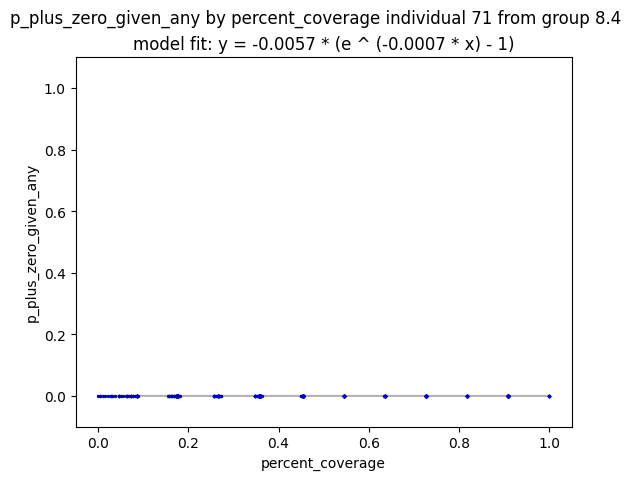 p_plus_zero_given_any by percent_coverage individual 71 from group 8.4
model fit: y = -0.0057 * (e ^ (-0.0007 * x) - 1)
1.0
0.8
0.6
0.4
0.2
0.0
p_plus_zero_given_any
0.0 0.2 0.4 0.6 0.8 1.0
percent_coverage